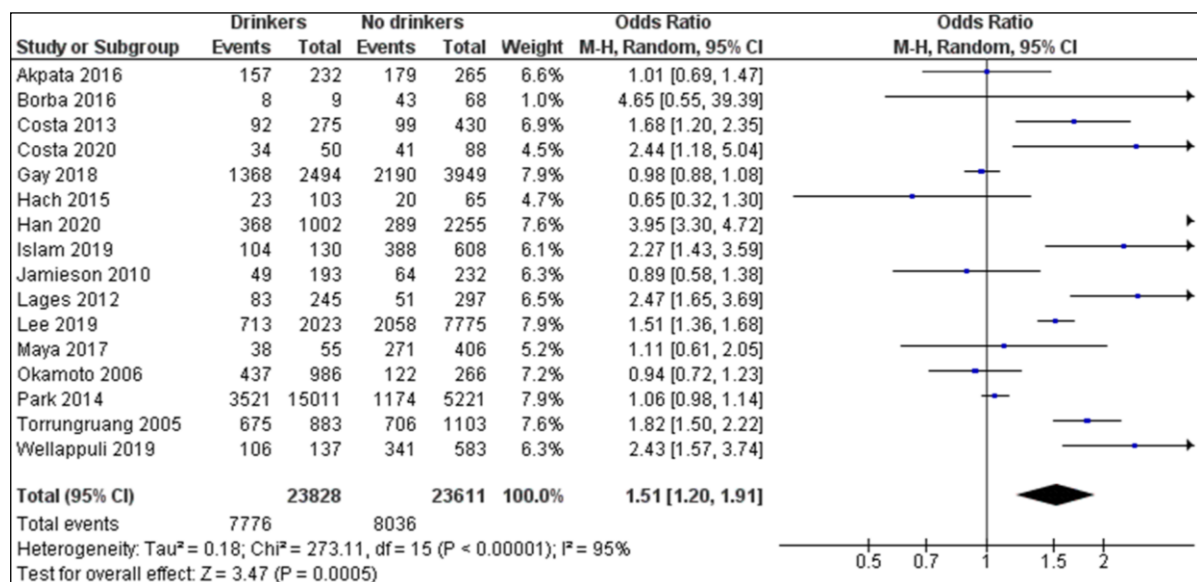 Drinkers No drinkers Odds Ratio Odds Ratio
Study or Subgroup Events Total Events Total Weight M-H, Random, 95% CI M-H, Random, 95% CI
Akpata 2016 157 232 179 265 6.6% 1.01 [0.69, 1.47]
Borba 2016 8 9 43 68 1.0% 4.65 [0.55, 39.39]
Costa 2013 92 275 99 430 6.9% 1.68 [1.20, 2.35]
Costa 2020 34 50 41 88 4.5% 2.44 [1.18, 5.04]
Gay 2018 1368 2494 2190 3949 7.9% 0.98 [0.88, 1.08]
Hach 2015 23 103 20 65 4.7% 0.65 [0.32, 1.30]
Han 2020 368 1002 289 2255 7.6% 3.95 [3.30, 4.72]
Islam 2019 104 130 388 608 6.1% 2.27 [1.43, 3.59]
Jamieson 2010 49 193 64 232 6.3% 0.89 [0.58, 1.38]
Lages 2012 83 245 51 297 6.5% 2.47 [1.65, 3.69]
Lee 2019 713 2023 2058 7775 7.9% 1.51 [1.36, 1.68]
Maya 2017 38 55 271 406 5.2% 1.11 [0.61, 2.05]
Okamoto 2006 437 986 122 266 7.2% 0.94 [0.72, 1.23]
Park 2014 3521 15011 1174 5221 7.9% 1.06 [0.98, 1.14]
Torrungruang 2005 675 883 706 1103 7.6% 1.82 [1.50, 2.22]
Wellappuli 2019 106 137 341 583 6.3% 2.43 [1.57, 3.74]
Total (95% CI) 23828 23611 100.0% 1.51 [1.20, 1.91]
Total events 7776 8036
Heterogeneity: Tau² = 0.18; Chi² = 273.11, df = 15 (P < 0.00001); I² = 95%
Test for overall effect: Z = 3.47 (P = 0.0005)
0.5 0.7 1 1.5 2